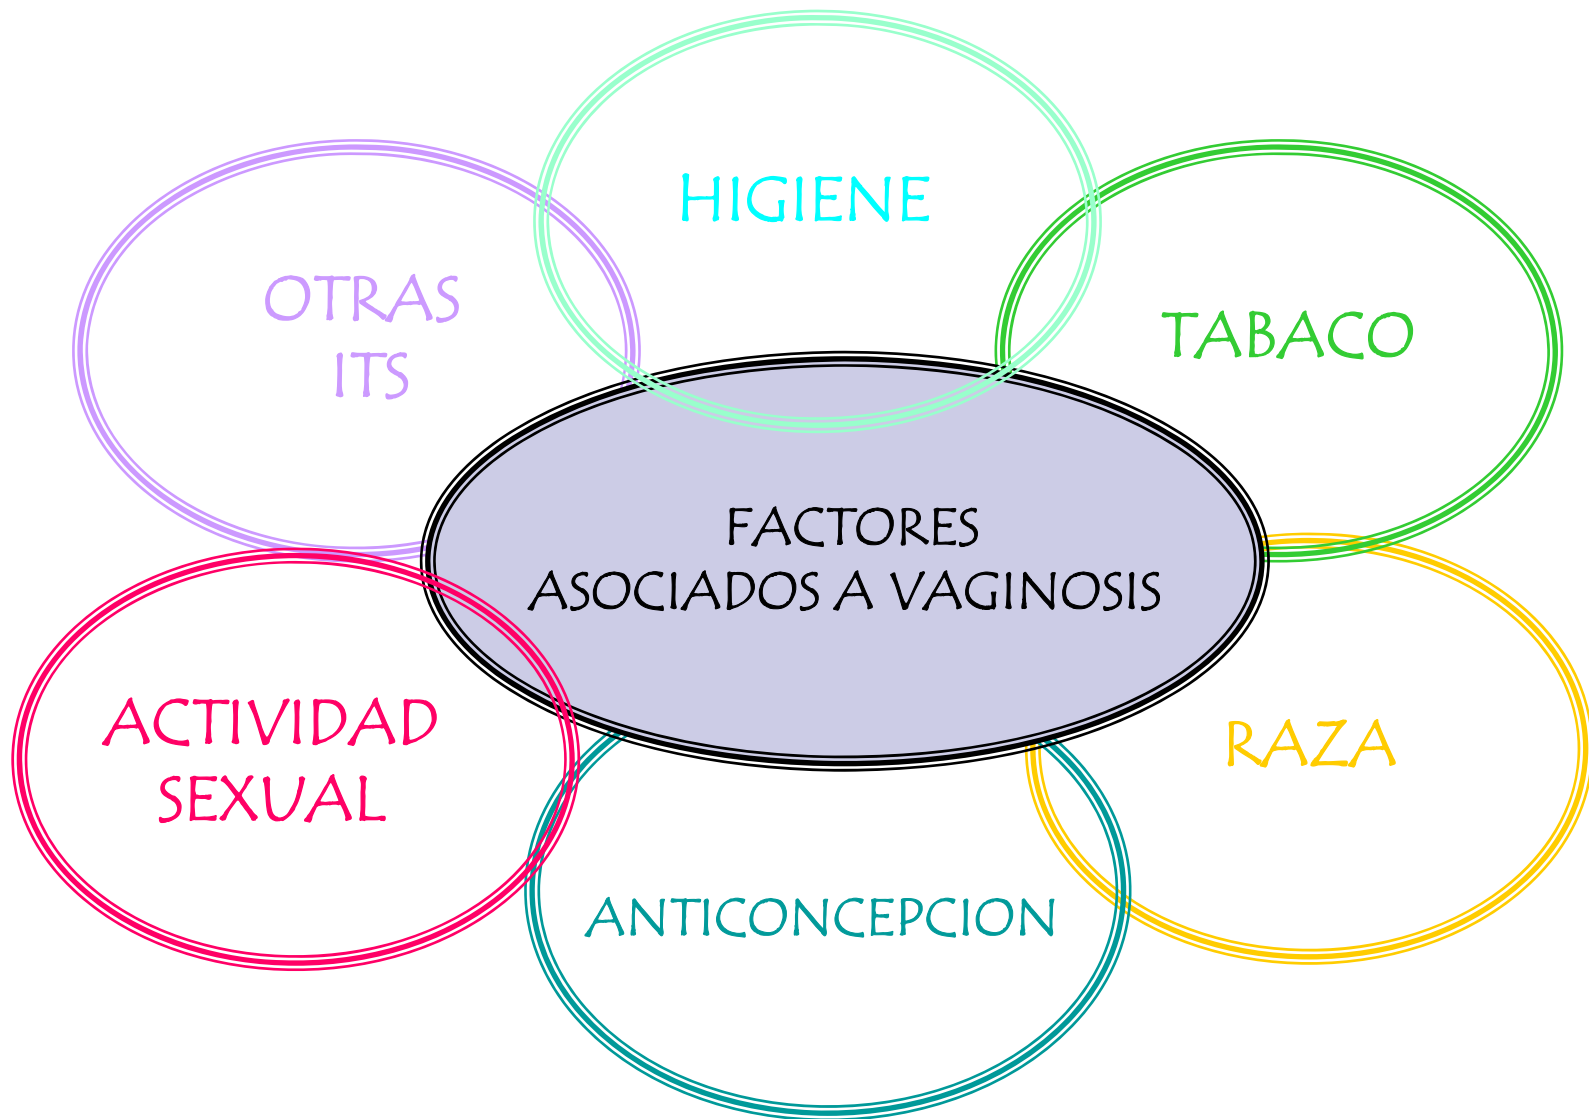 HIGIENE
OTRAS
ITS
TABACO
FACTORES
ASOCIADOS A VAGINOSIS
ACTIVIDAD
SEXUAL
RAZA
ANTICONCEPCION